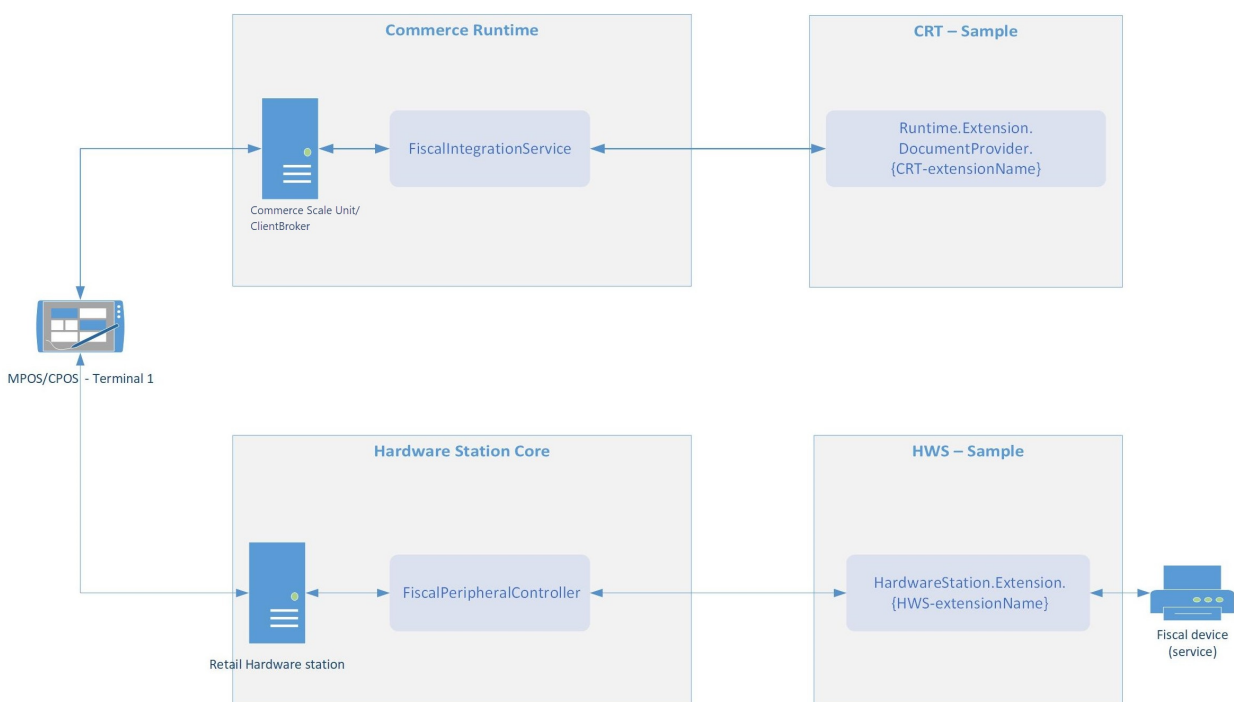 Commerce Runtime
CRT – Sample
FiscalIntegrationService
Runtime.Extension.
DocumentProvider.
{CRT-extensionName}
Commerce Scale Unit/
ClientBroker
MPOS/CPOS - Terminal 1
Hardware Station Core
HWS – Sample
FiscalPeripheralController
HardwareStation.Extension.
{HWS-extensionName}
Retail Hardware station
Fiscal device
(service)